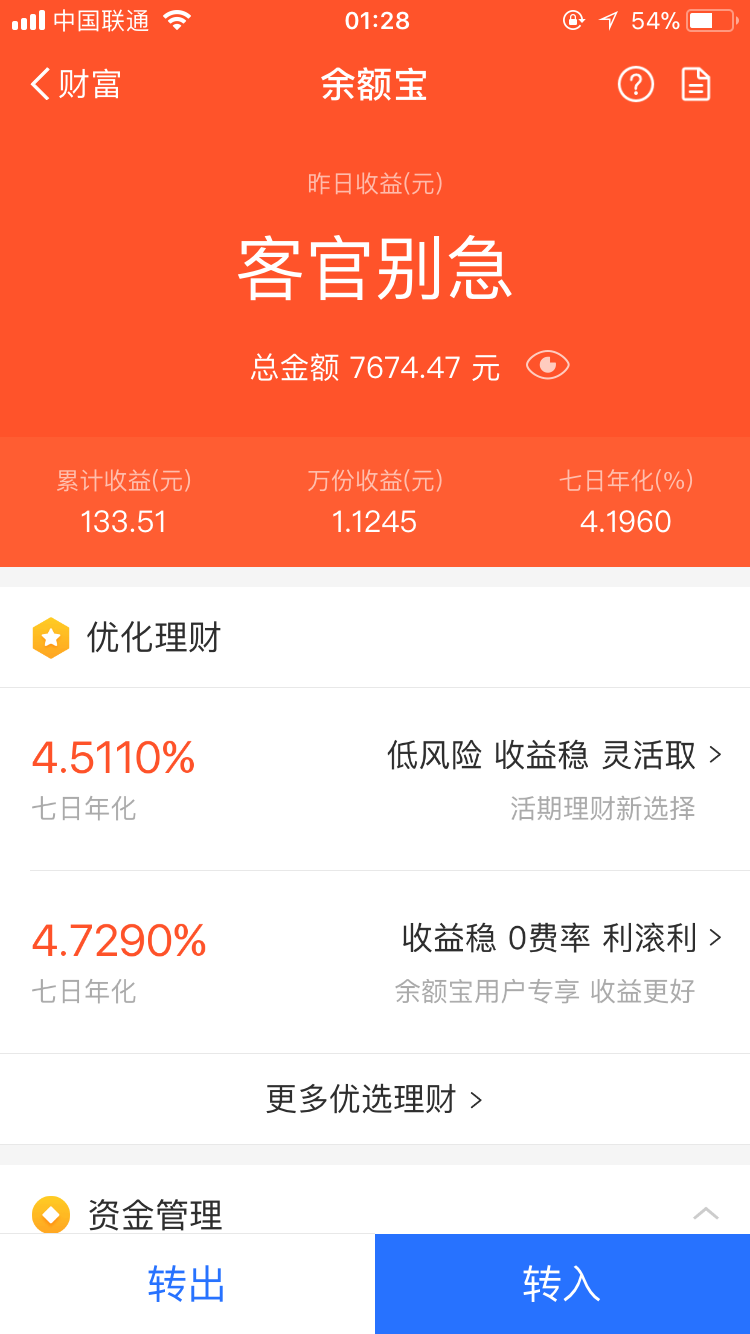 中国联通 01:28 54%
财富 余额宝
昨日收益(元)
客官别急
总金额 7674.47 元
累计收益(元) 万份收益(元) 七日年化(%)
133.51 1.1245 4.1960
优化理财
4.5110% 低风险 收益稳 灵活取
七日年化 活期理财新选择
4.7290% 收益稳 0费率 利滚利
七日年化 余额宝用户专享 收益更好
更多优选理财
资金管理
转出 转入